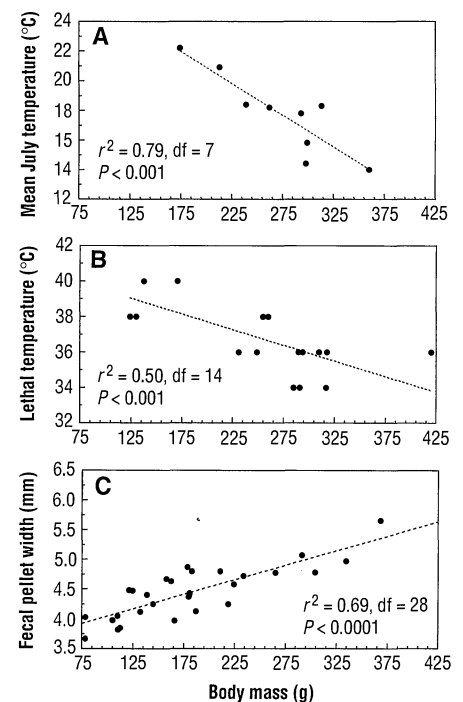 A
Mean July temperature (°C)
24
22
20
18
15
14
12
r² = 0.79, df = 7
P < 0.001
75 125 175 225 275 325 375 425
B
Lethal temperature (°C)
42
40
38
36
34
32
r² = 0.50, df = 14
P < 0.001
75 125 175 225 275 325 375 425
C
Fecal pellet width (mm)
6.5
6.0
5.5
5.0
4.5
4.0
3.5
r² = 0.69, df = 28
P < 0.0001
75 125 175 225 275 325 375 425
Body mass (g)